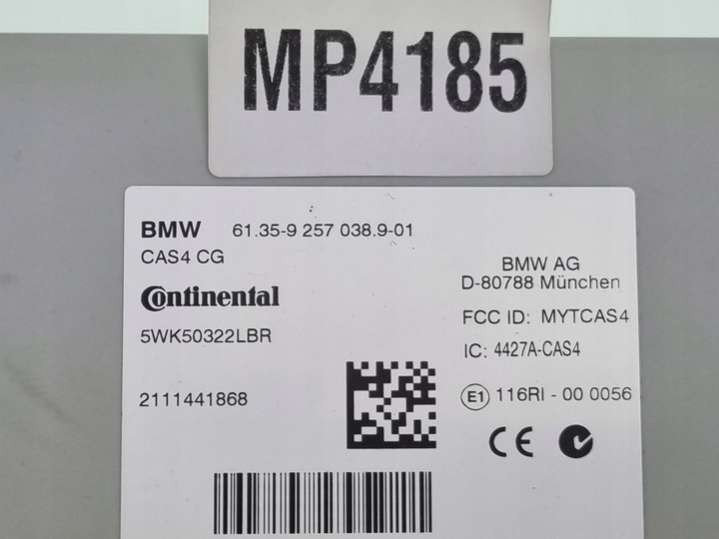 MP4185
BMW 61.35-9 257 038.9-01
CAS4 CG
Continental
5WK50322LBR
2111441868
BMW AG
D-80788 München
FCC ID: MYTCAS4
IC: 4427A-CAS4
E1 116RI - 00 0056
CE